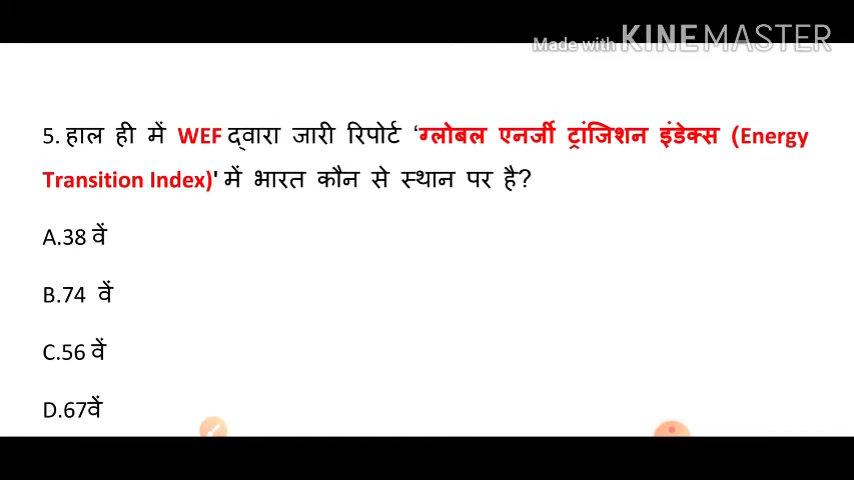 Made with KINEMASTER
5. हाल ही में WEF द्वारा जारी रिपोर्ट ‘ग्लोबल एनर्जी ट्रांजिशन इंडेक्स (Energy
Transition Index)' में भारत कौन से स्थान पर है?
A.38 वें
B.74 वें
C.56 वें
D.67वें